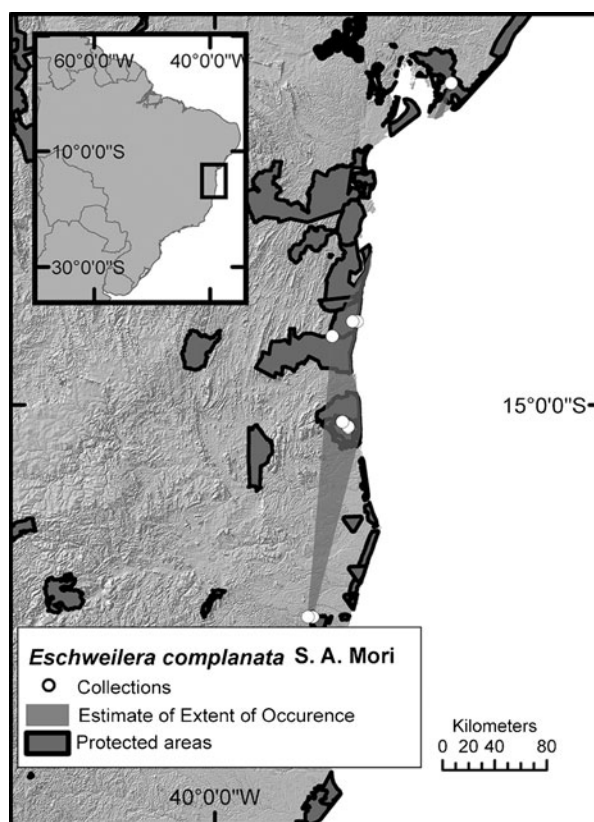 60°0'0"W 40°0'0"W
10°0'0"S
30°0'0"S
15°0'0"S
Eschweilera complanata S. A. Mori
Collections
Estimate of Extent of Occurence
Protected areas
Kilometers
0 20 40 80
40°0'0"W